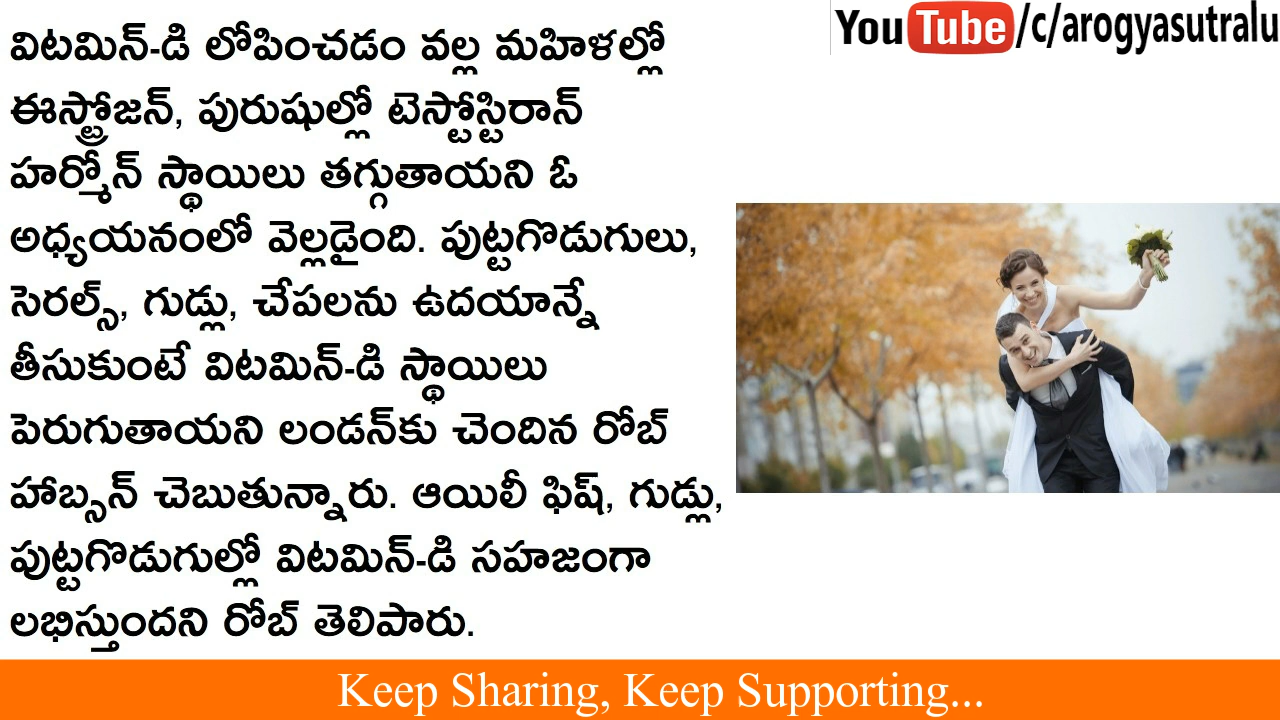 విటమిన్-డి లోపించడం వల్ల మహిళల్లో
ఈస్ట్రోజన్, పురుషుల్లో టెస్టోస్టిరాన్
హర్మోన్ స్థాయిలు తగ్గుతాయని ఓ
అధ్యయనంలో వెల్లడైంది. పుట్టగొడుగులు,
సెరల్స్, గుడ్లు, చేపలను ఉదయాన్నే
తీసుకుంటే విటమిన్-డి స్థాయిలు
పెరుగుతాయని లండన్‌కు చెందిన రోబ్
హాబ్సన్ చెబుతున్నారు. ఆయిలీ ఫిష్, గుడ్లు,
పుట్టగొడుగుల్లో విటమిన్-డి సహజంగా
లభిస్తుందని రోబ్ తెలిపారు.
YouTube/c/arogyasutralu
Keep Sharing, Keep Supporting...